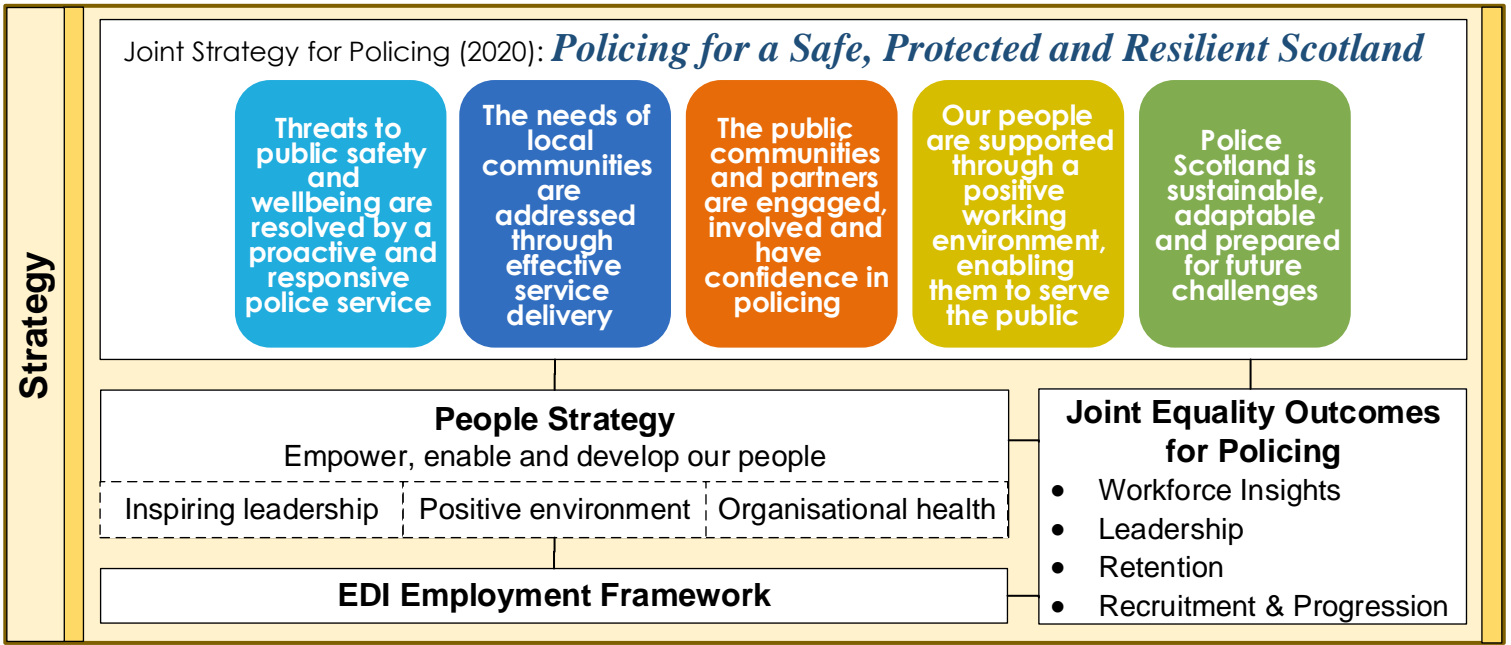 Strategy
Joint Strategy for Policing (2020): Policing for a Safe, Protected and Resilient Scotland
Threats to
public safety
and
wellbeing are
resolved by a
proactive and
responsive
police service
The needs of
local
communities
are
addressed
through
effective
service
delivery
The public
communities
and partners
are engaged,
involved and
have
confidence in
policing
Our people
are supported
through a
positive
working
environment,
enabling
them to serve
the public
Police
Scotland is
sustainable,
adaptable
and prepared
for future
challenges
People Strategy
Empower, enable and develop our people
Inspiring leadership
Positive environment
Organisational health
EDI Employment Framework
Joint Equality Outcomes
for Policing
• Workforce Insights
• Leadership
• Retention
• Recruitment & Progression